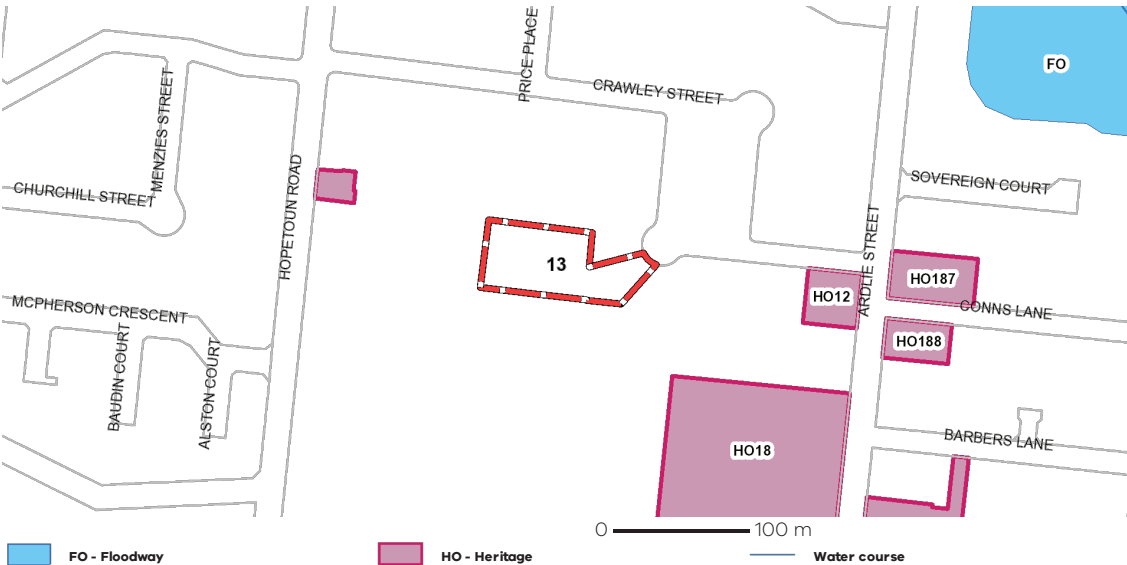 PRICE PLACE
FO
CRAWLEY STREET
MENZIES STREET
CHURCHILL STREET
HOPETOUN ROAD
SOVEREIGN COURT
ARDLIE STREET
13
HO187
HO12
CONNS LANE
MCPHERSON CRESCENT
HO188
BAUDIN COURT
ALSTON COURT
BARBERS LANE
HO18
0 100 m
FO - Floodway
HO - Heritage
Water course